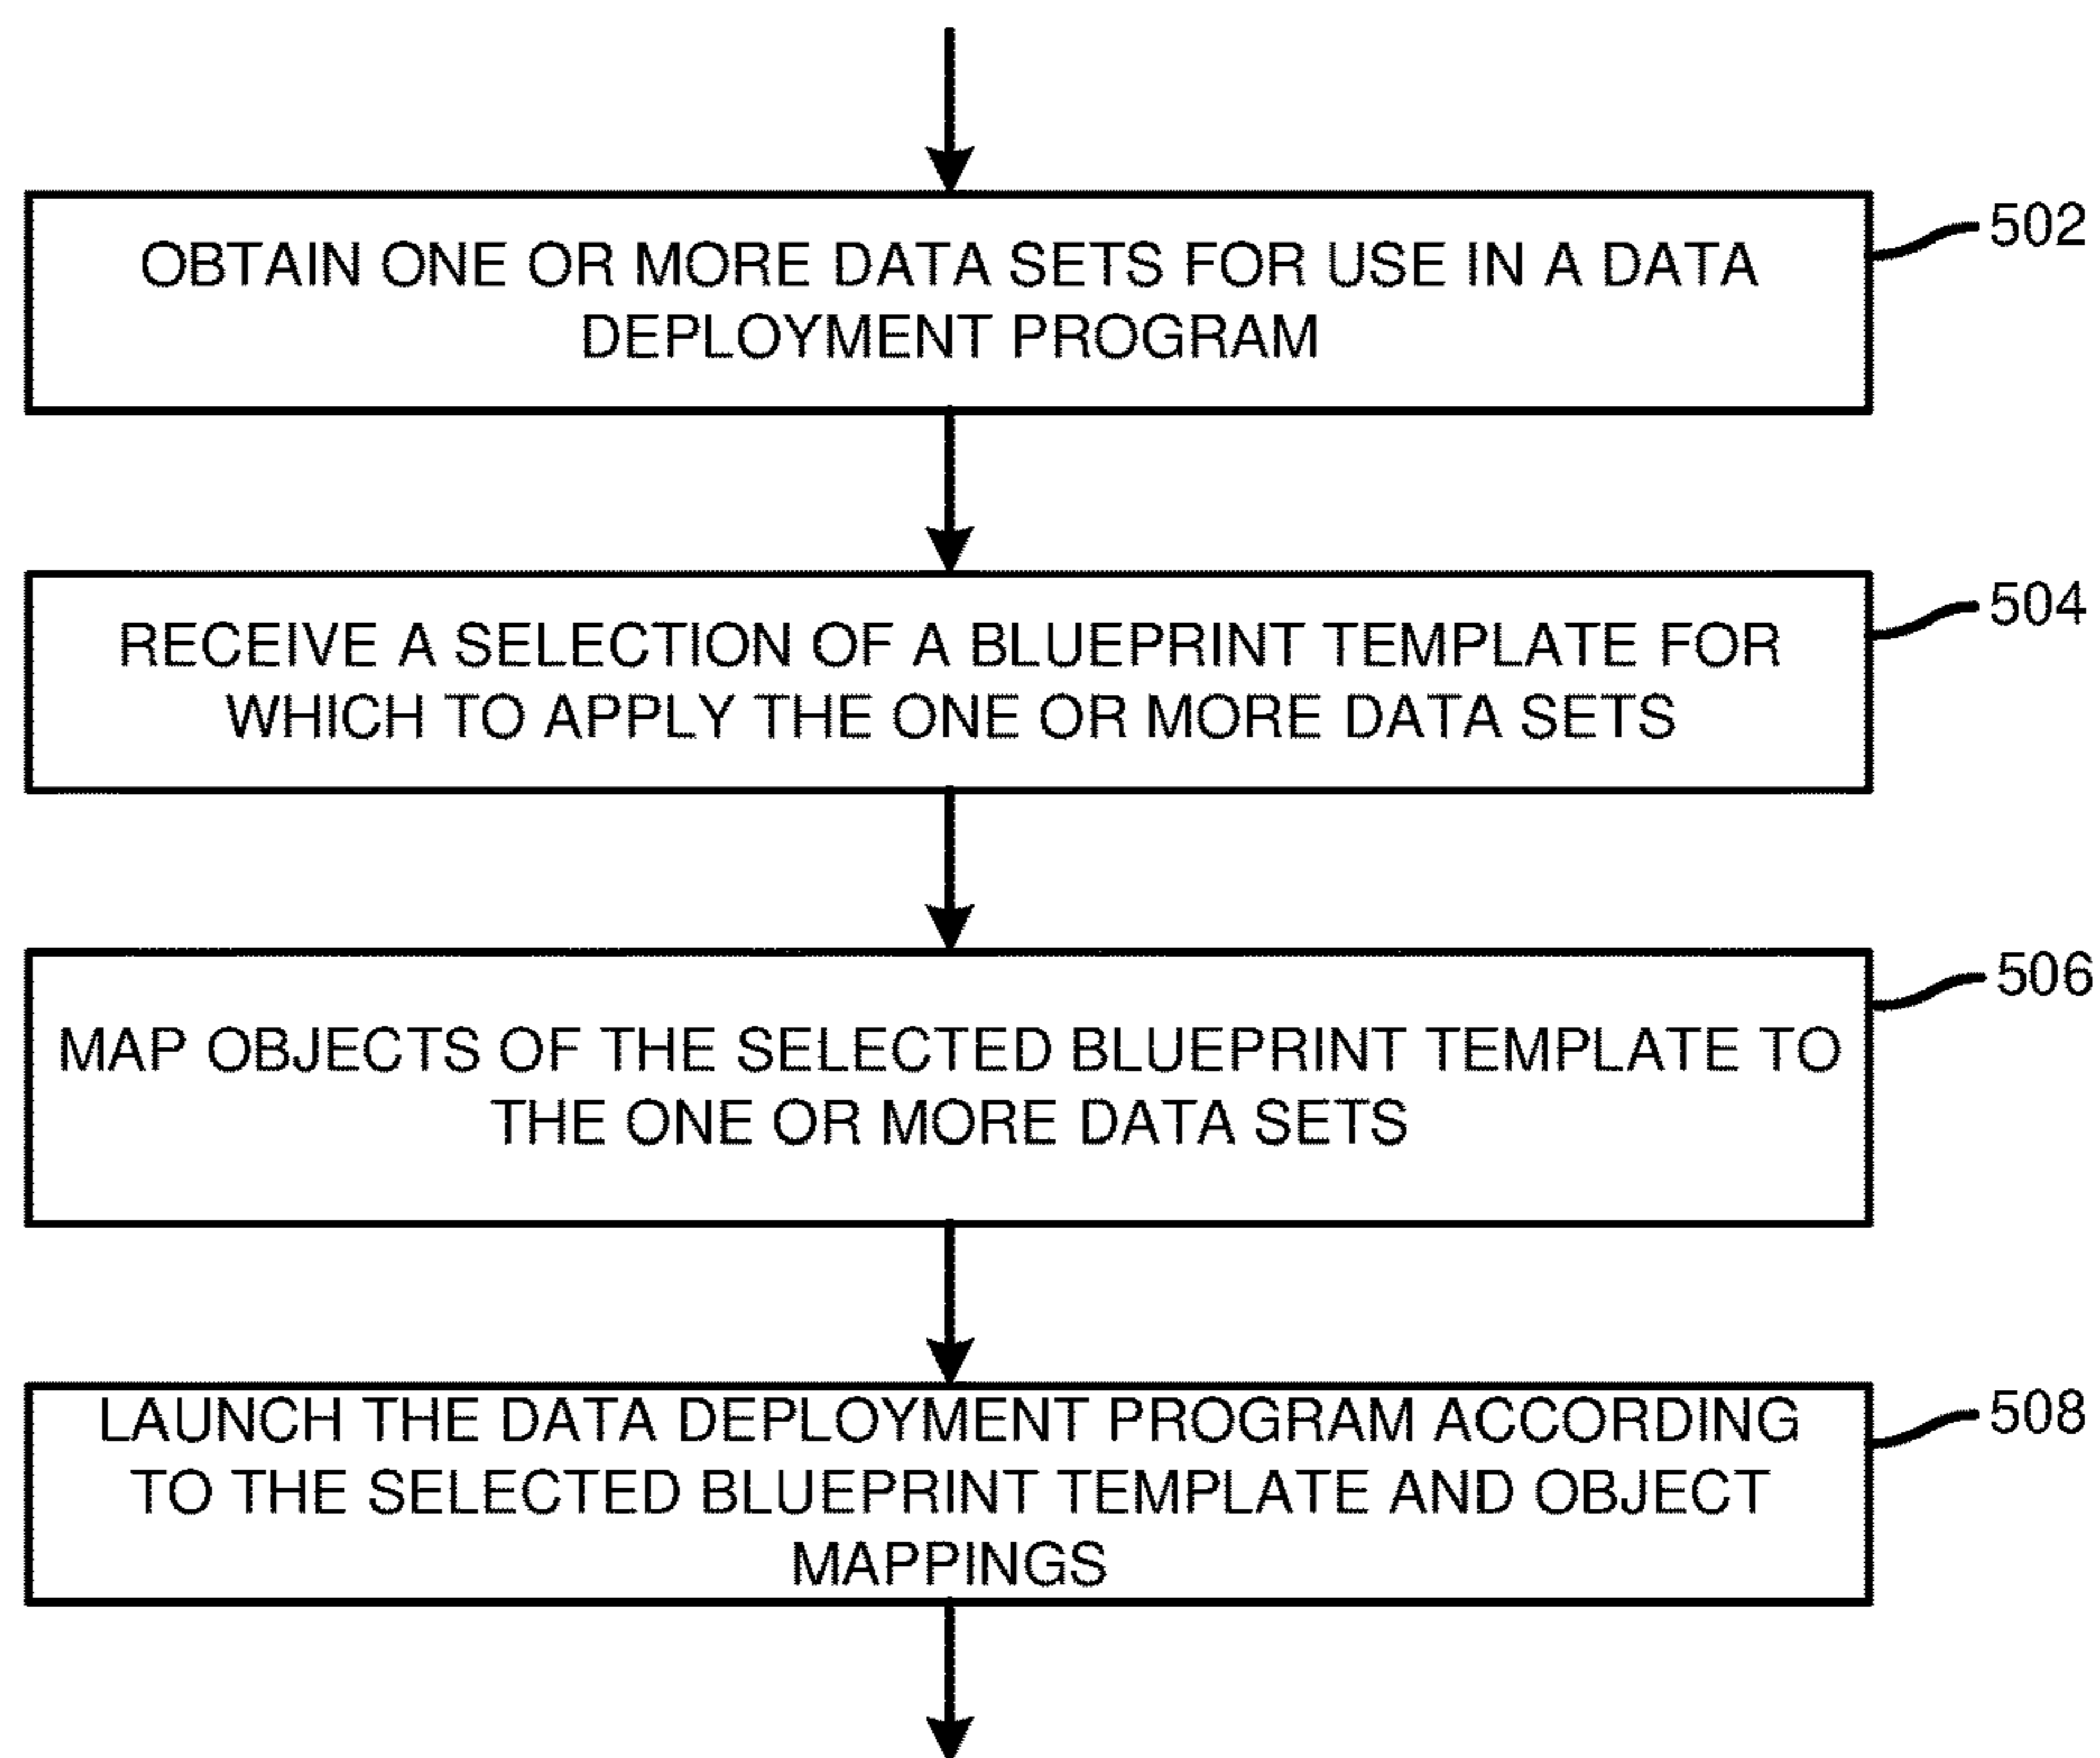 OBTAIN ONE OR MORE DATA SETS FOR USE IN A DATA
DEPLOYMENT PROGRAM
502
RECEIVE A SELECTION OF A BLUEPRINT TEMPLATE FOR
WHICH TO APPLY THE ONE OR MORE DATA SETS
504
MAP OBJECTS OF THE SELECTED BLUEPRINT TEMPLATE TO
THE ONE OR MORE DATA SETS
506
LAUNCH THE DATA DEPLOYMENT PROGRAM ACCORDING
TO THE SELECTED BLUEPRINT TEMPLATE AND OBJECT
MAPPINGS
508